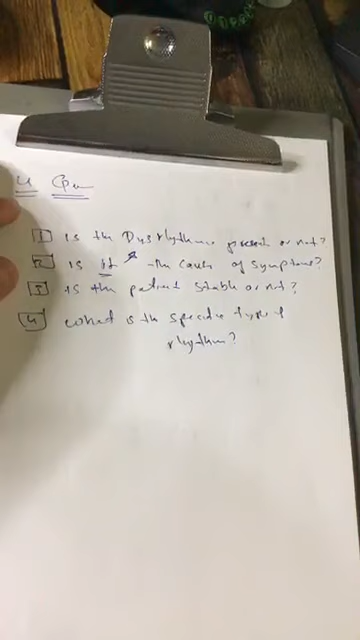 4 Qs
1 is the Dysrhythmia present or not?
2 is it the cause of symptoms?
3 is the patient stable or not?
4 what is the specific type of
rhythm?